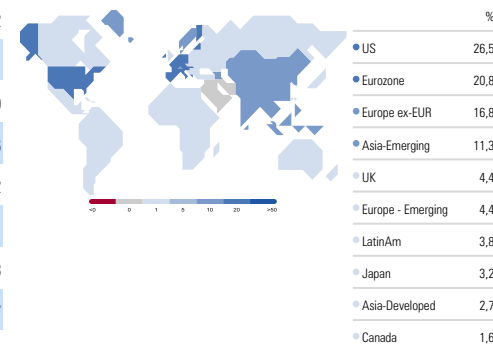 %
US 26,5
Eurozone 20,8
Europe ex-EUR 16,8
Asia-Emerging 11,3
UK 4,4
Europe - Emerging 4,4
LatinAm 3,8
Japan 3,2
Asia-Developed 2,7
Canada 1,6
<0 0 1 5 10 20 >50